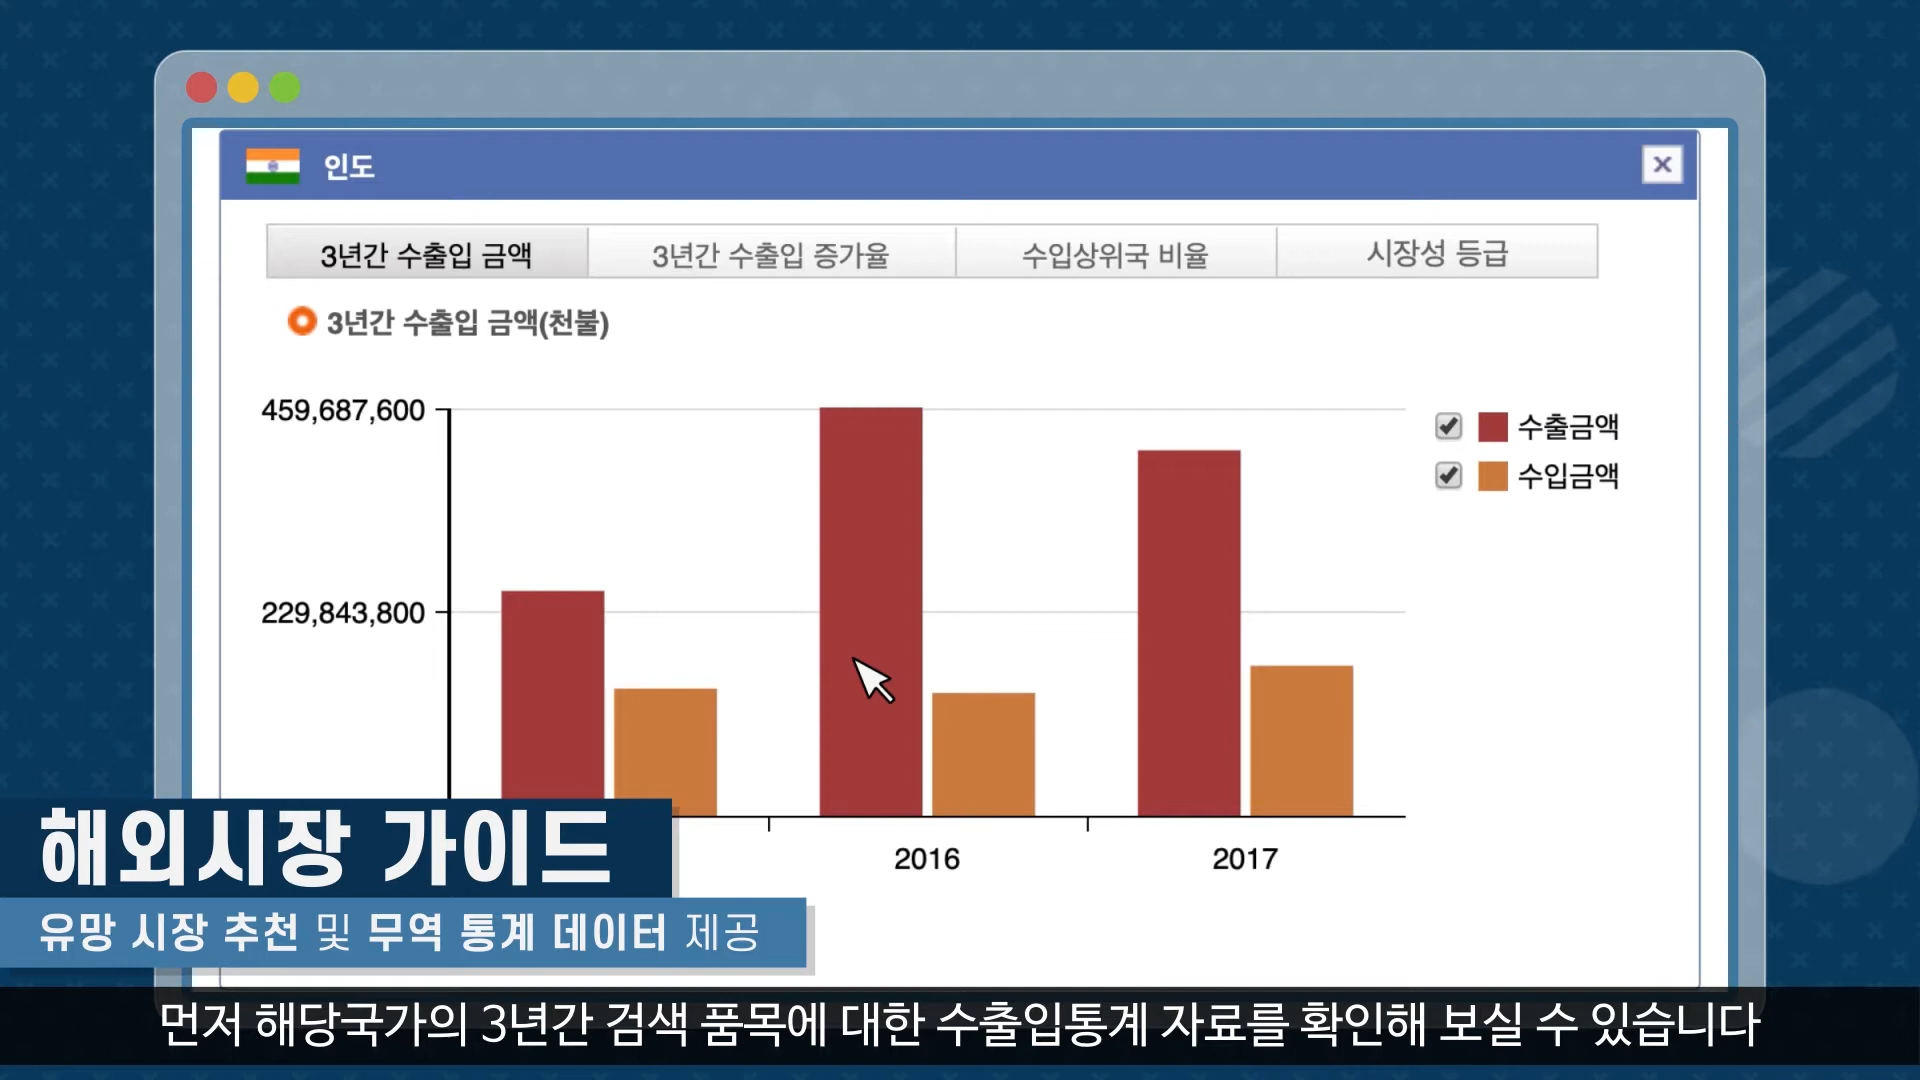 인도
3년간 수출입 금액
3년간 수출입 증가율
수입상위국 비율
시장성 등급
3년간 수출입 금액(천불)
459,687,600
229,843,800
수출금액
수입금액
2016
2017
해외시장 가이드
유망 시장 추천 및 무역 통계 데이터 제공
먼저 해당국가의 3년간 검색 품목에 대한 수출입통계 자료를 확인해 보실 수 있습니다